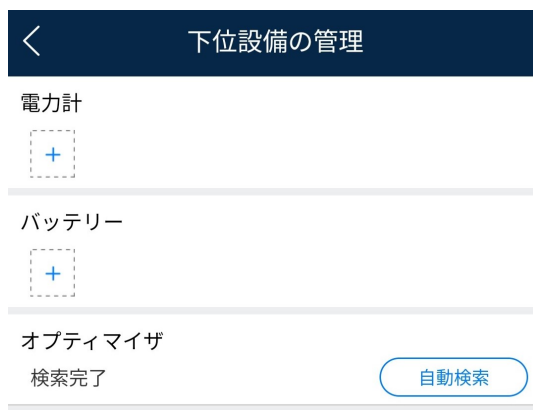 下位設備の管理
電力計
+
バッテリー
+
オプティマイザ
検索完了 自動検索